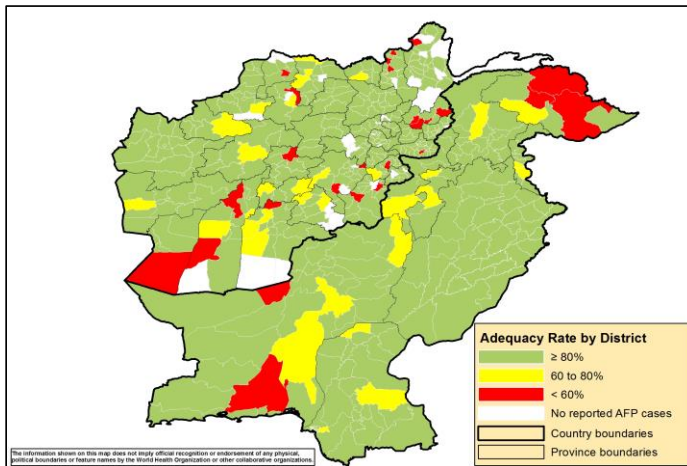 Adequacy Rate by District
≥ 80%
60 to 80%
< 60%
No reported AFP cases
Country boundaries
Province boundaries
The information shown on this map does not imply official recognition or endorsement of any physical,
political boundaries or feature names by the World Health Organization or other collaborative organizations.